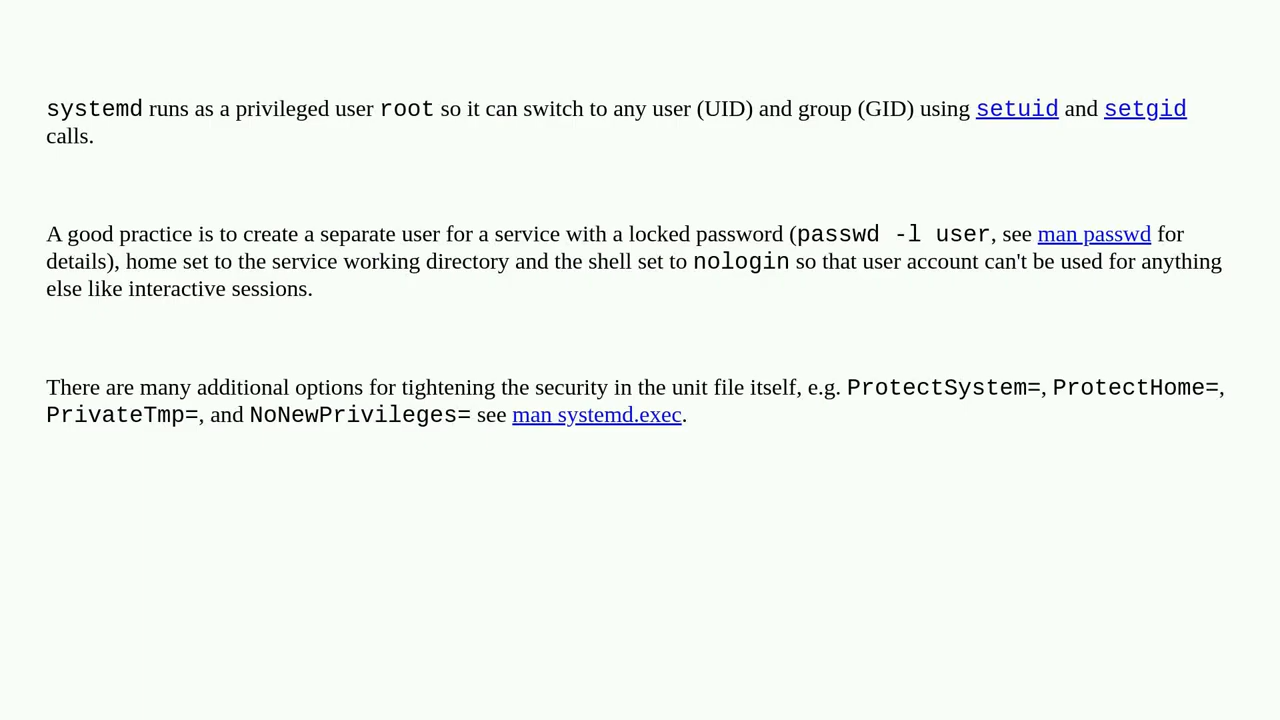 systemd runs as a privileged user root so it can switch to any user (UID) and group (GID) using setuid and setgid
calls.
A good practice is to create a separate user for a service with a locked password (passwd -l user, see man passwd for
details), home set to the service working directory and the shell set to nologin so that user account can't be used for anything
else like interactive sessions.
There are many additional options for tightening the security in the unit file itself, e.g. ProtectSystem=, ProtectHome=,
PrivateTmp=, and NoNewPrivileges= see man systemd.exec.